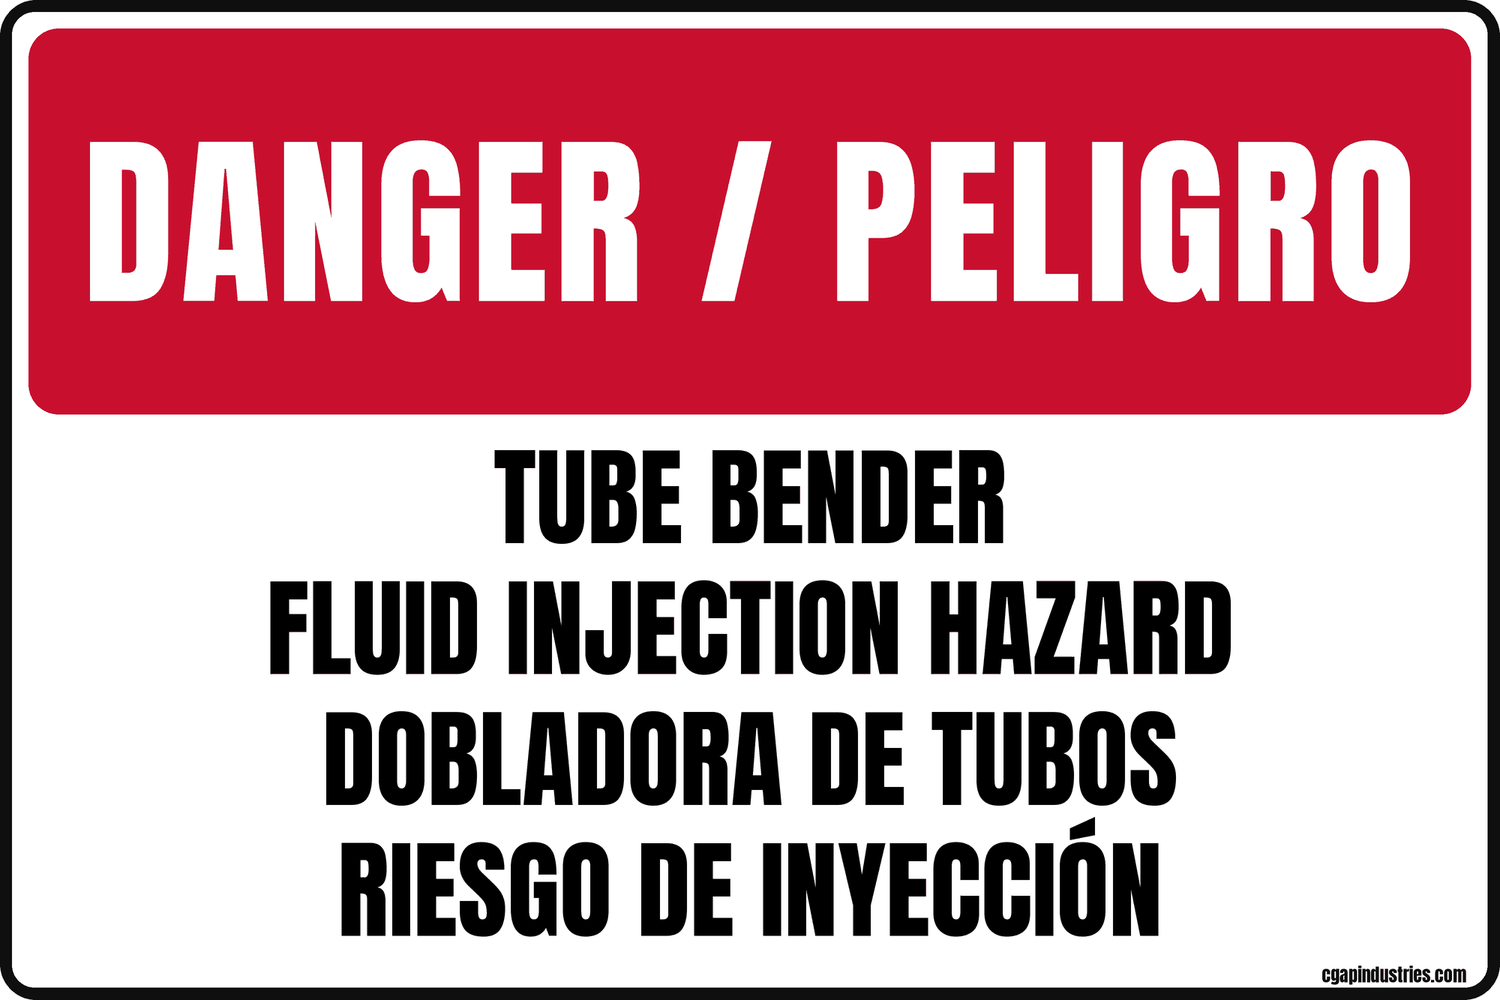 DANGER / PELIGRO
TUBE BENDER
FLUID INJECTION HAZARD
DOBLADORA DE TUBOS
RIESGO DE INYECCIÓN
cgapindustries.com